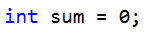 int sum = 0;